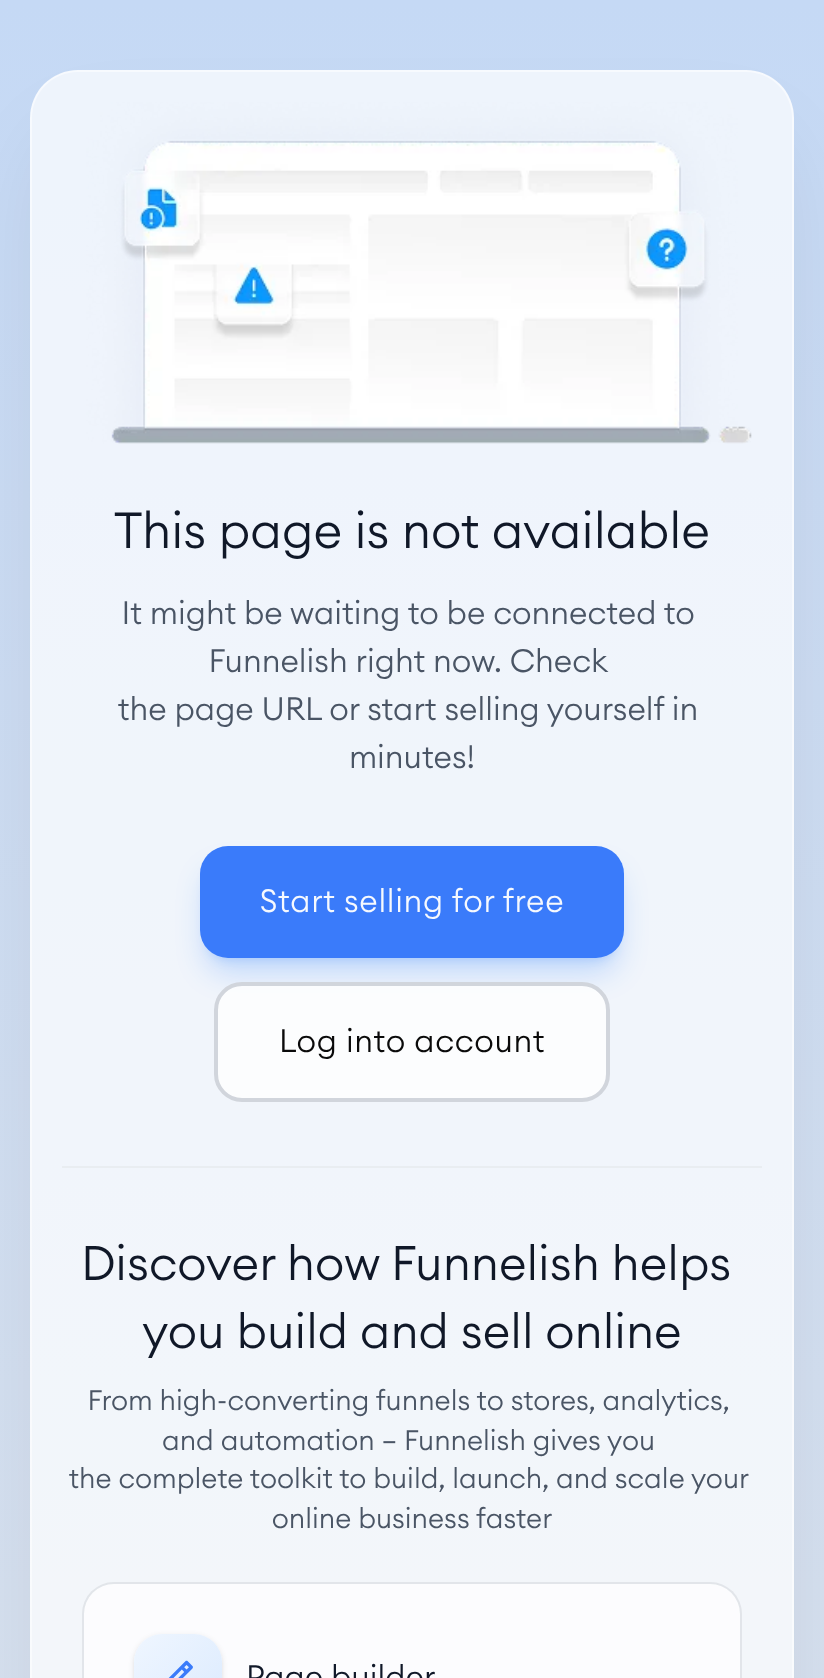 This page is not available
It might be waiting to be connected to
Funnelish right now. Check
the page URL or start selling yourself in
minutes!
Start selling for free
Log into account
Discover how Funnelish helps
you build and sell online
From high-converting funnels to stores, analytics,
and automation – Funnelish gives you
the complete toolkit to build, launch, and scale your
online business faster
Page builder